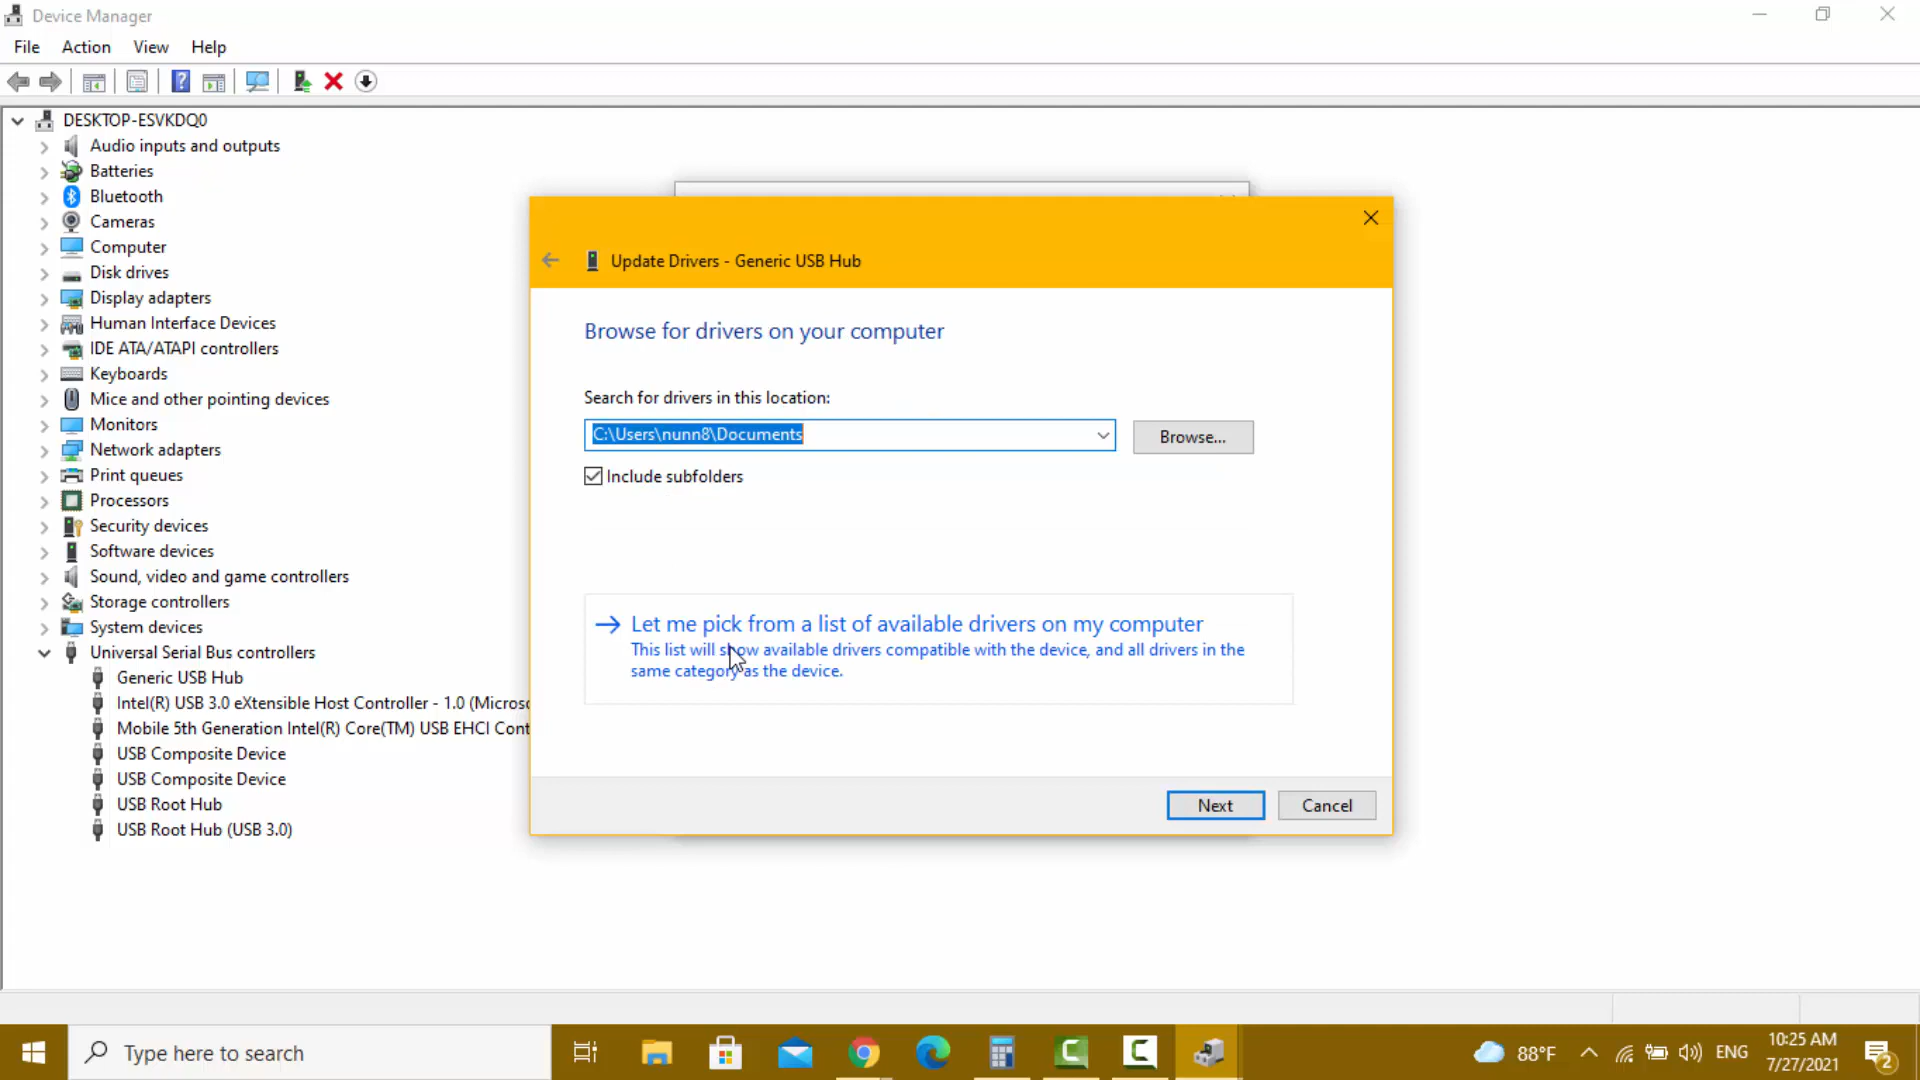 Device Manager
File Action View Help
DESKTOP-ESVKDQ0
Audio inputs and outputs
Batteries
Bluetooth
Cameras
Computer
Disk drives
Display adapters
Human Interface Devices
IDE ATA/ATAPI controllers
Keyboards
Mice and other pointing devices
Monitors
Network adapters
Print queues
Processors
Security devices
Software devices
Sound, video and game controllers
Storage controllers
System devices
Universal Serial Bus controllers
Generic USB Hub
Intel(R) USB 3.0 eXtensible Host Controller - 1.0 (Microso
Mobile 5th Generation Intel(R) Core(TM) USB EHCI Cont
USB Composite Device
USB Composite Device
USB Root Hub
USB Root Hub (USB 3.0)
Update Drivers - Generic USB Hub
Browse for drivers on your computer
Search for drivers in this location:
C:\Users\nunn8\Documents
Browse...
Include subfolders
Let me pick from a list of available drivers on my computer
This list will show available drivers compatible with the device, and all drivers in the
same category as the device.
Next Cancel
Type here to search
88°F
ENG
10:25 AM
7/27/2021
2